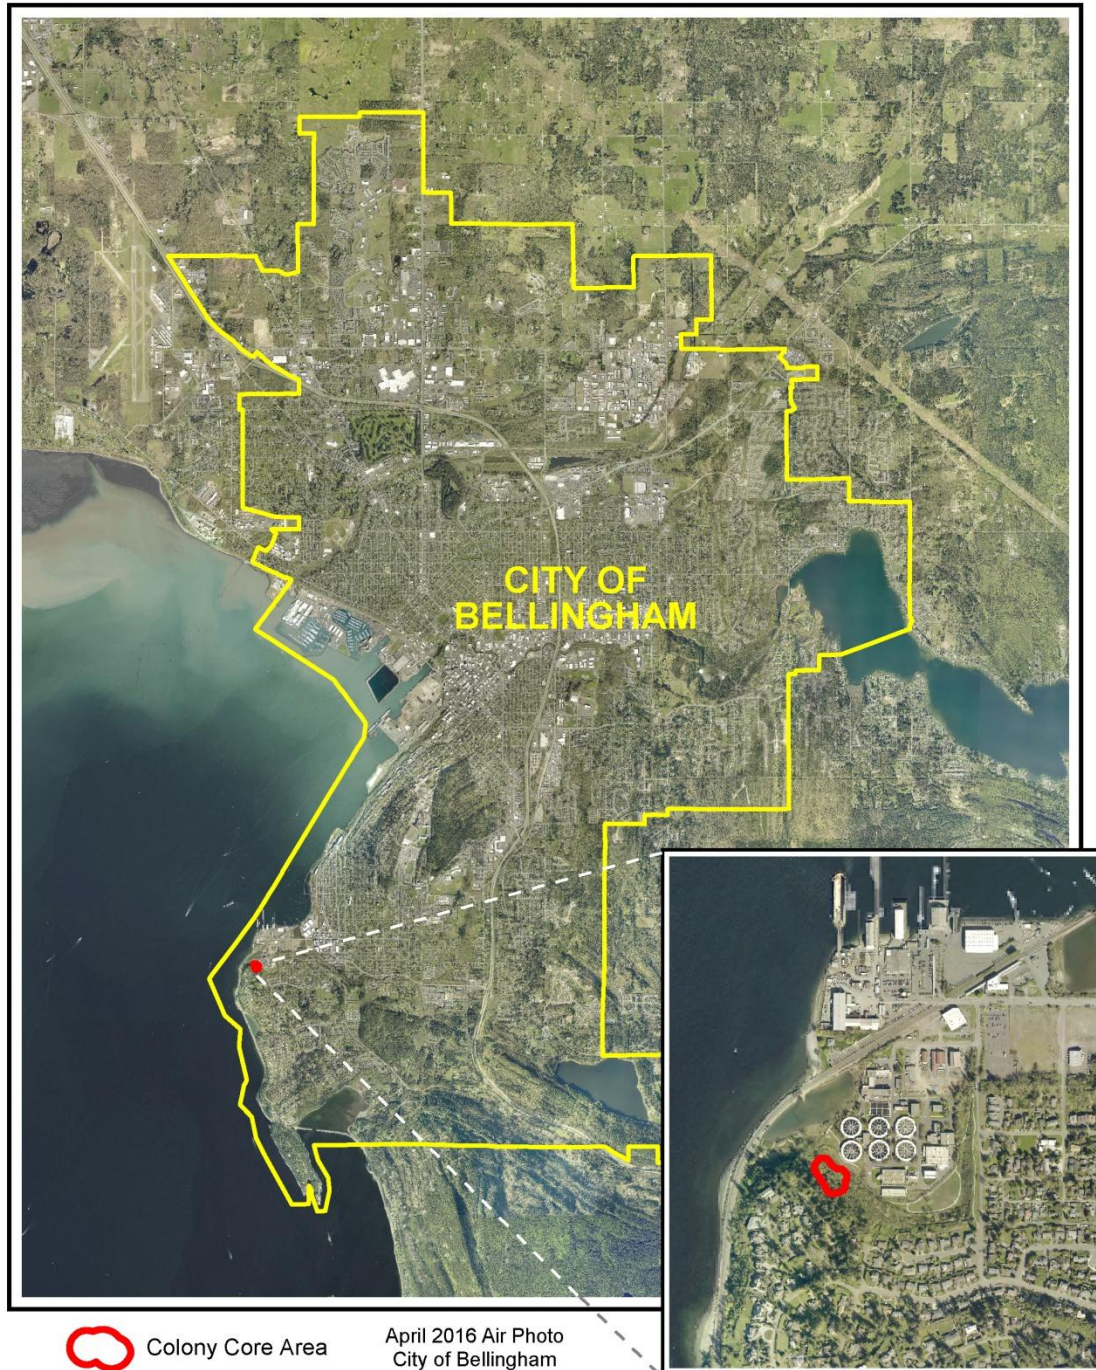 CITY OF
BELLINGHAM
Colony Core Area
April 2016 Air Photo
City of Bellingham